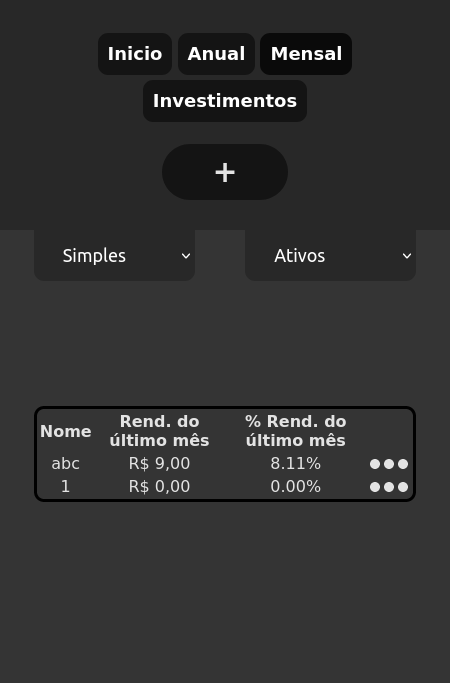 Inicio Anual Mensal
Investimentos
+
Simples Ativos
Nome Rend. do último mês % Rend. do último mês
abc R$ 9,00 8.11%
1 R$ 0,00 0.00%